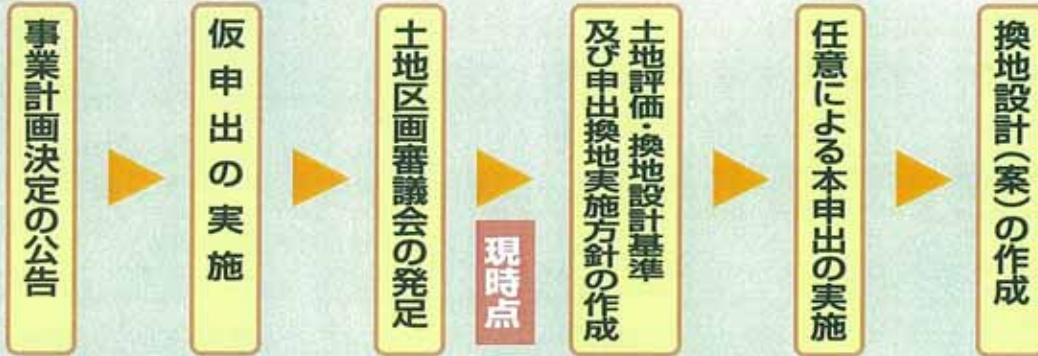 事業計画決定の公告
仮申出の実施
土地区画審議会の発足
現時点
土地評価・換地設計基準
及び申出換地実施方針の作成
任意による本申出の実施
換地設計(案)の作成